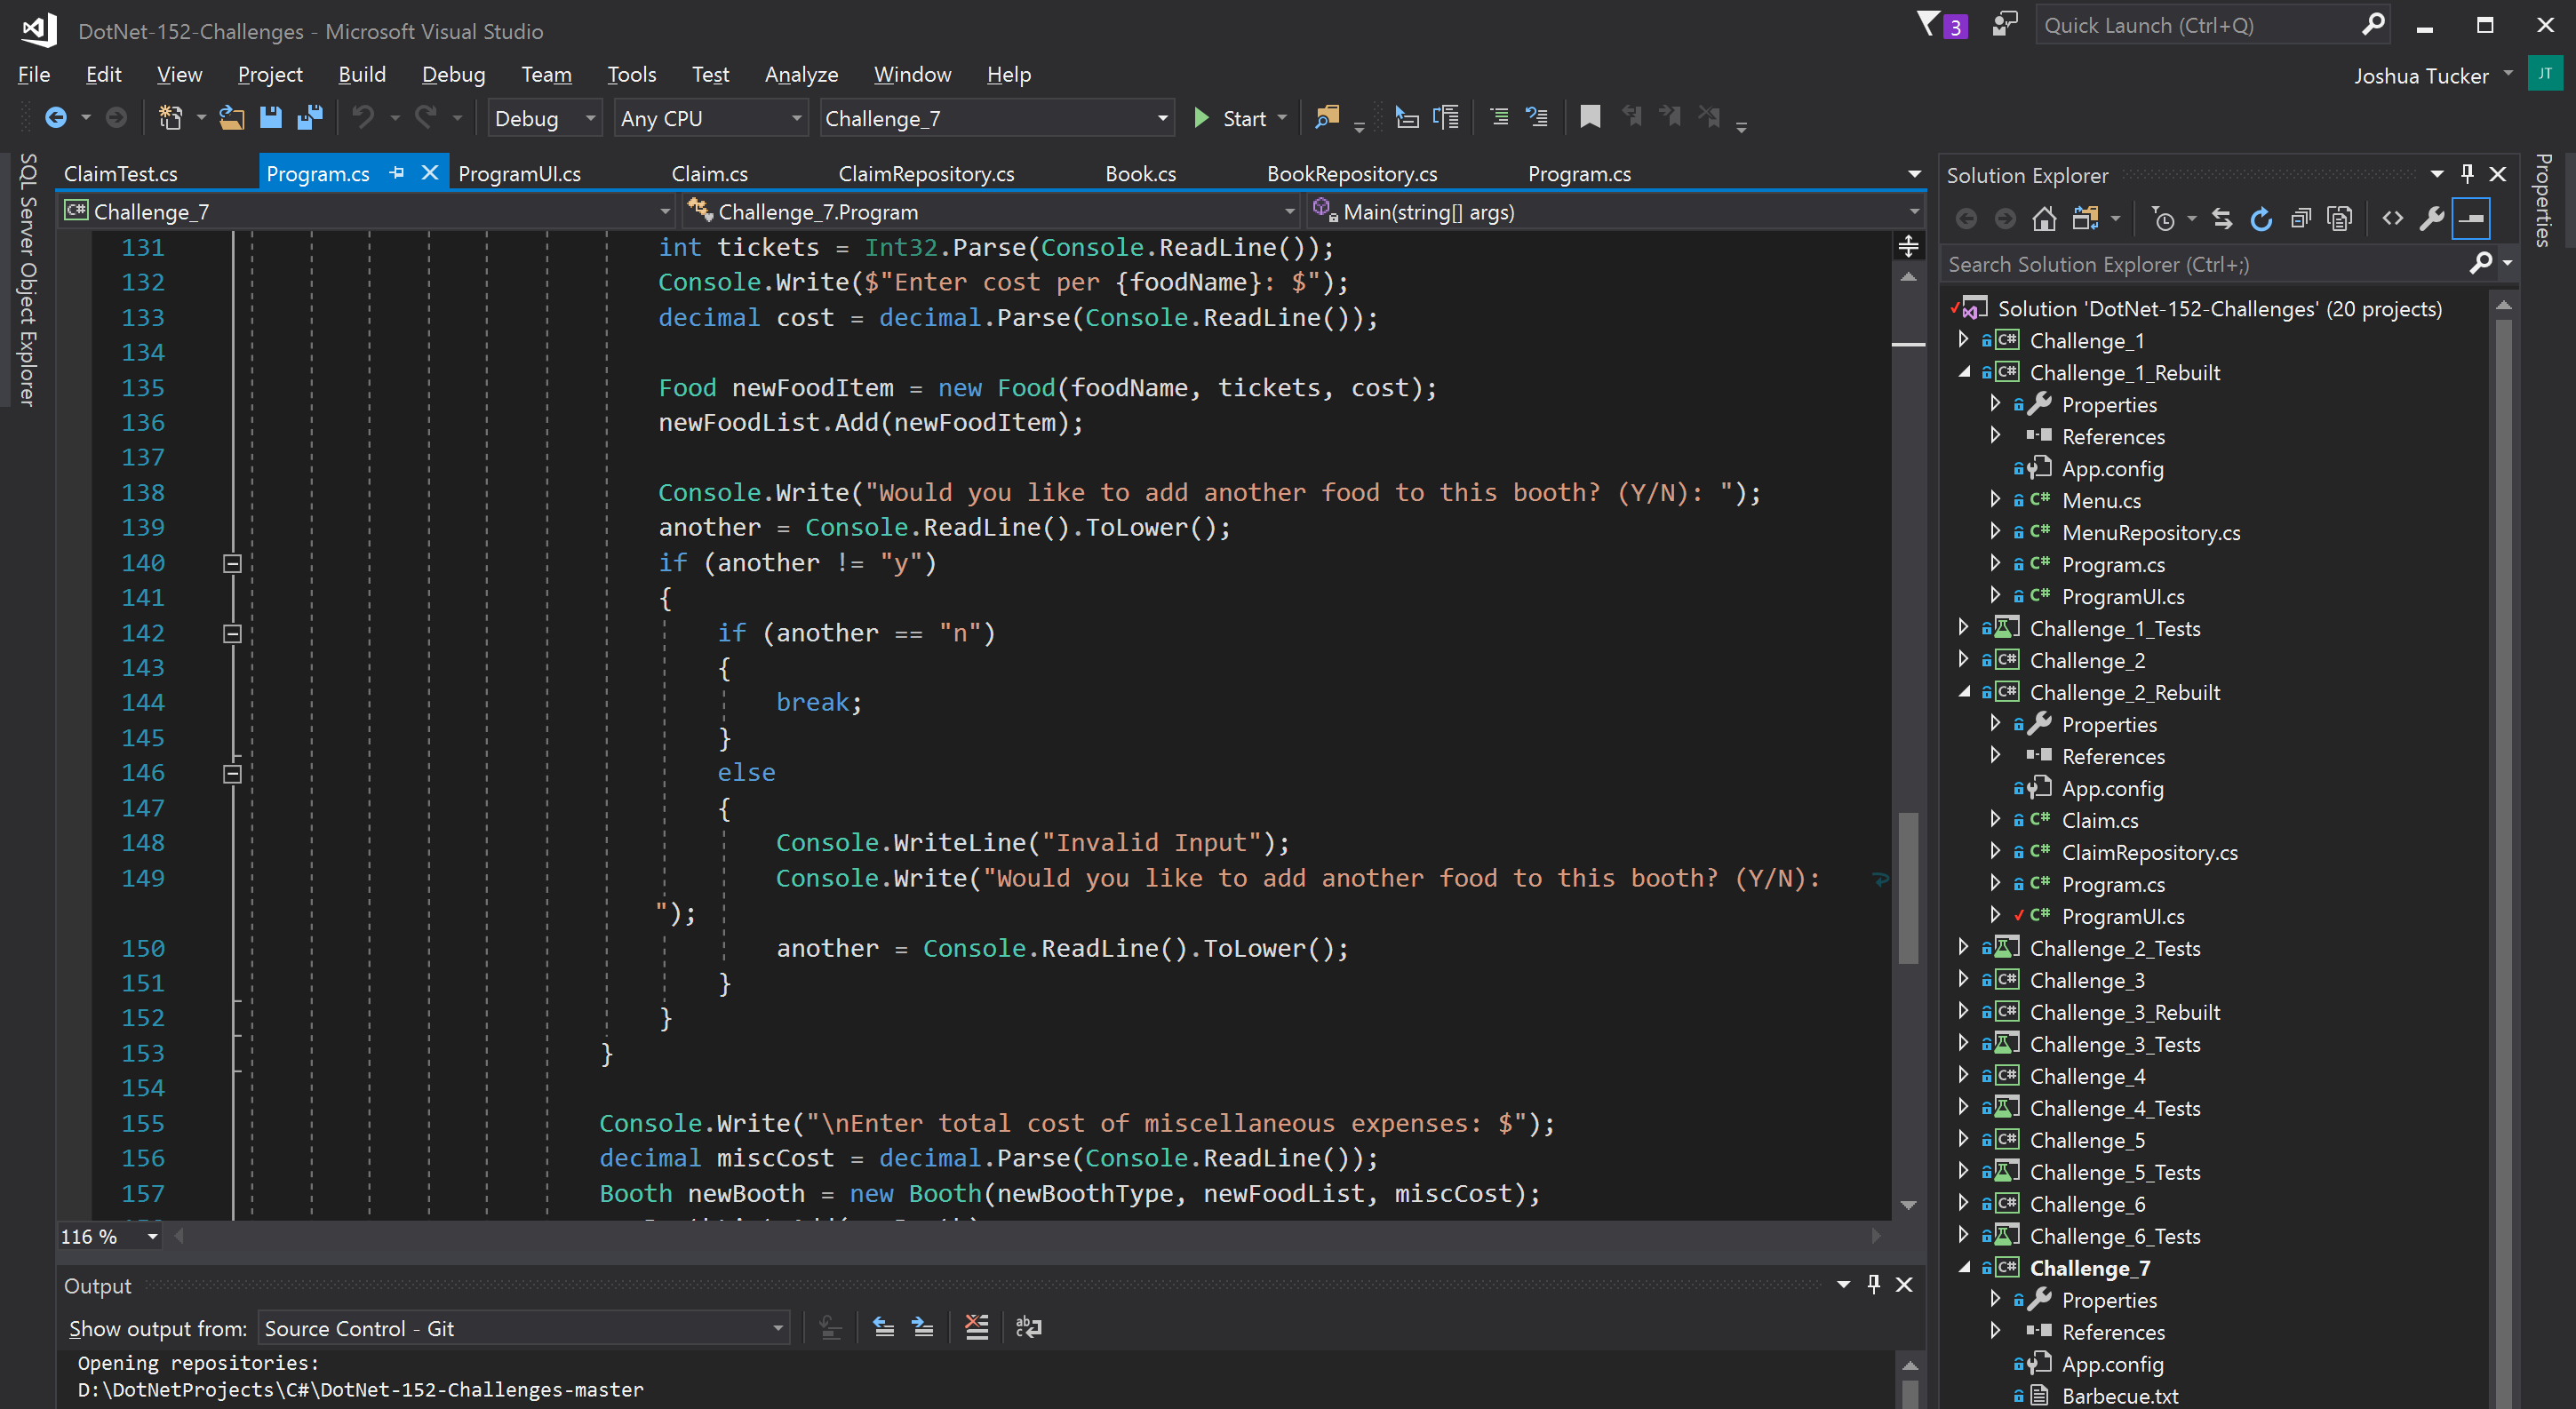 DotNet-152-Challenges - Microsoft Visual Studio
3
Quick Launch (Ctrl+Q)
File Edit View Project Build Debug Team Tools Test Analyze Window Help
Joshua Tucker JT
Debug Any CPU Challenge_7 Start
SQL Server Object Explorer
ClaimTest.cs Program.cs ProgramUI.cs Claim.cs ClaimRepository.cs Book.cs BookRepository.cs Program.cs
C# Challenge_7 Challenge_7.Program Main(string[] args)
131 int tickets = Int32.Parse(Console.ReadLine());
132 Console.Write($"Enter cost per {foodName}: $");
133 decimal cost = decimal.Parse(Console.ReadLine());
134
135 Food newFoodItem = new Food(foodName, tickets, cost);
136 newFoodList.Add(newFoodItem);
137
138 Console.Write("Would you like to add another food to this booth? (Y/N): ");
139 another = Console.ReadLine().ToLower();
140 if (another != "y")
141 {
142 if (another == "n")
143 {
144 break;
145 }
146 else
147 {
148 Console.WriteLine("Invalid Input");
149 Console.Write("Would you like to add another food to this booth? (Y/N):
");
150 another = Console.ReadLine().ToLower();
151 }
152 }
153 }
154
155 Console.Write("\nEnter total cost of miscellaneous expenses: $");
156 decimal miscCost = decimal.Parse(Console.ReadLine());
157 Booth newBooth = new Booth(newBoothType, newFoodList, miscCost);
116 %
Output
Show output from: Source Control - Git
Opening repositories:
D:\DotNetProjects\C#\DotNet-152-Challenges-master
Solution Explorer
Search Solution Explorer (Ctrl+;)
Solution 'DotNet-152-Challenges' (20 projects)
C# Challenge_1
C# Challenge_1_Rebuilt
Properties
References
App.config
C# Menu.cs
C# MenuRepository.cs
C# Program.cs
C# ProgramUI.cs
Challenge_1_Tests
C# Challenge_2
C# Challenge_2_Rebuilt
Properties
References
App.config
C# Claim.cs
C# ClaimRepository.cs
C# Program.cs
C# ProgramUI.cs
Challenge_2_Tests
C# Challenge_3
C# Challenge_3_Rebuilt
Challenge_3_Tests
C# Challenge_4
Challenge_4_Tests
C# Challenge_5
Challenge_5_Tests
C# Challenge_6
Challenge_6_Tests
C# Challenge_7
Properties
References
App.config
Barbecue.txt
Properties